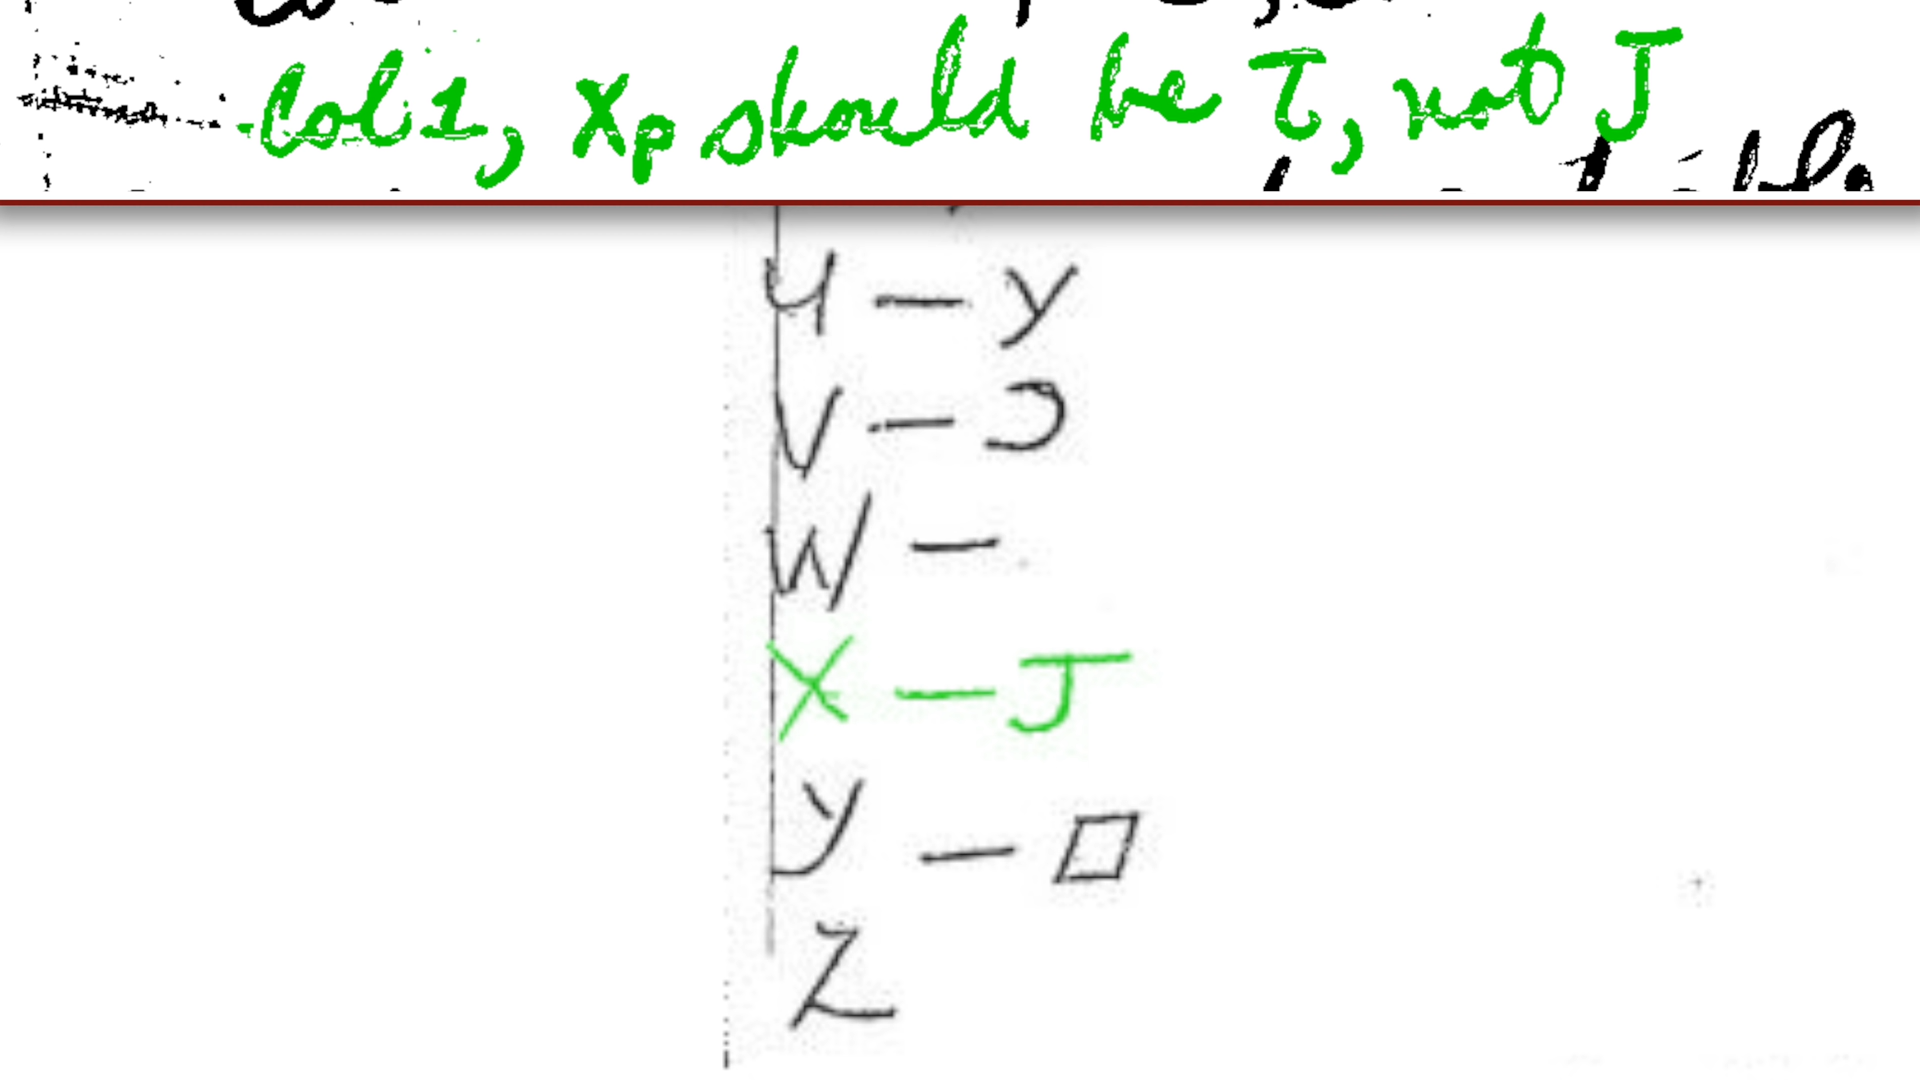 Col 1, Xp should be Ꞇ, not J
U — Y
V — Ɔ
W —
X — J
Y — ▱
Z